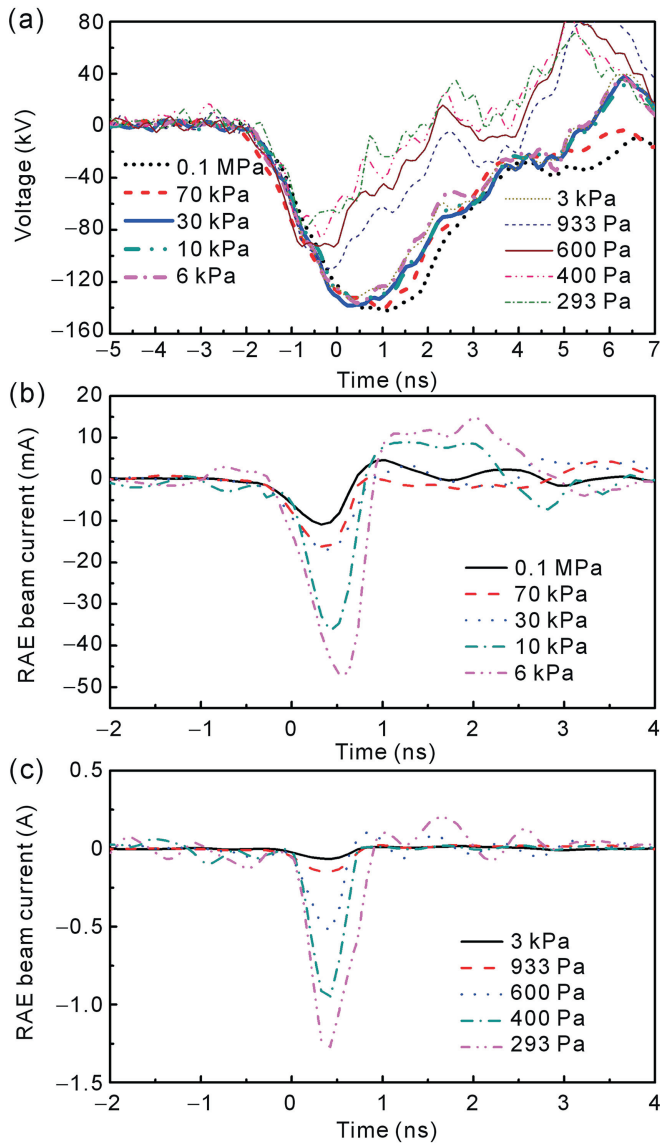 (a)
80
40
0
−40
−80
−120
−160
Voltage (kV)
0.1 MPa
70 kPa
30 kPa
10 kPa
6 kPa
3 kPa
933 Pa
600 Pa
400 Pa
293 Pa
−5 −4 −3 −2 −1 0 1 2 3 4 5 6 7
Time (ns)
(b)
20
10
0
−10
−20
−30
−40
−50
RAE beam current (mA)
0.1 MPa
70 kPa
30 kPa
10 kPa
6 kPa
−2 −1 0 1 2 3 4
Time (ns)
(c)
0.5
0
−0.5
−1.0
−1.5
RAE beam current (A)
3 kPa
933 Pa
600 Pa
400 Pa
293 Pa
−2 −1 0 1 2 3 4
Time (ns)